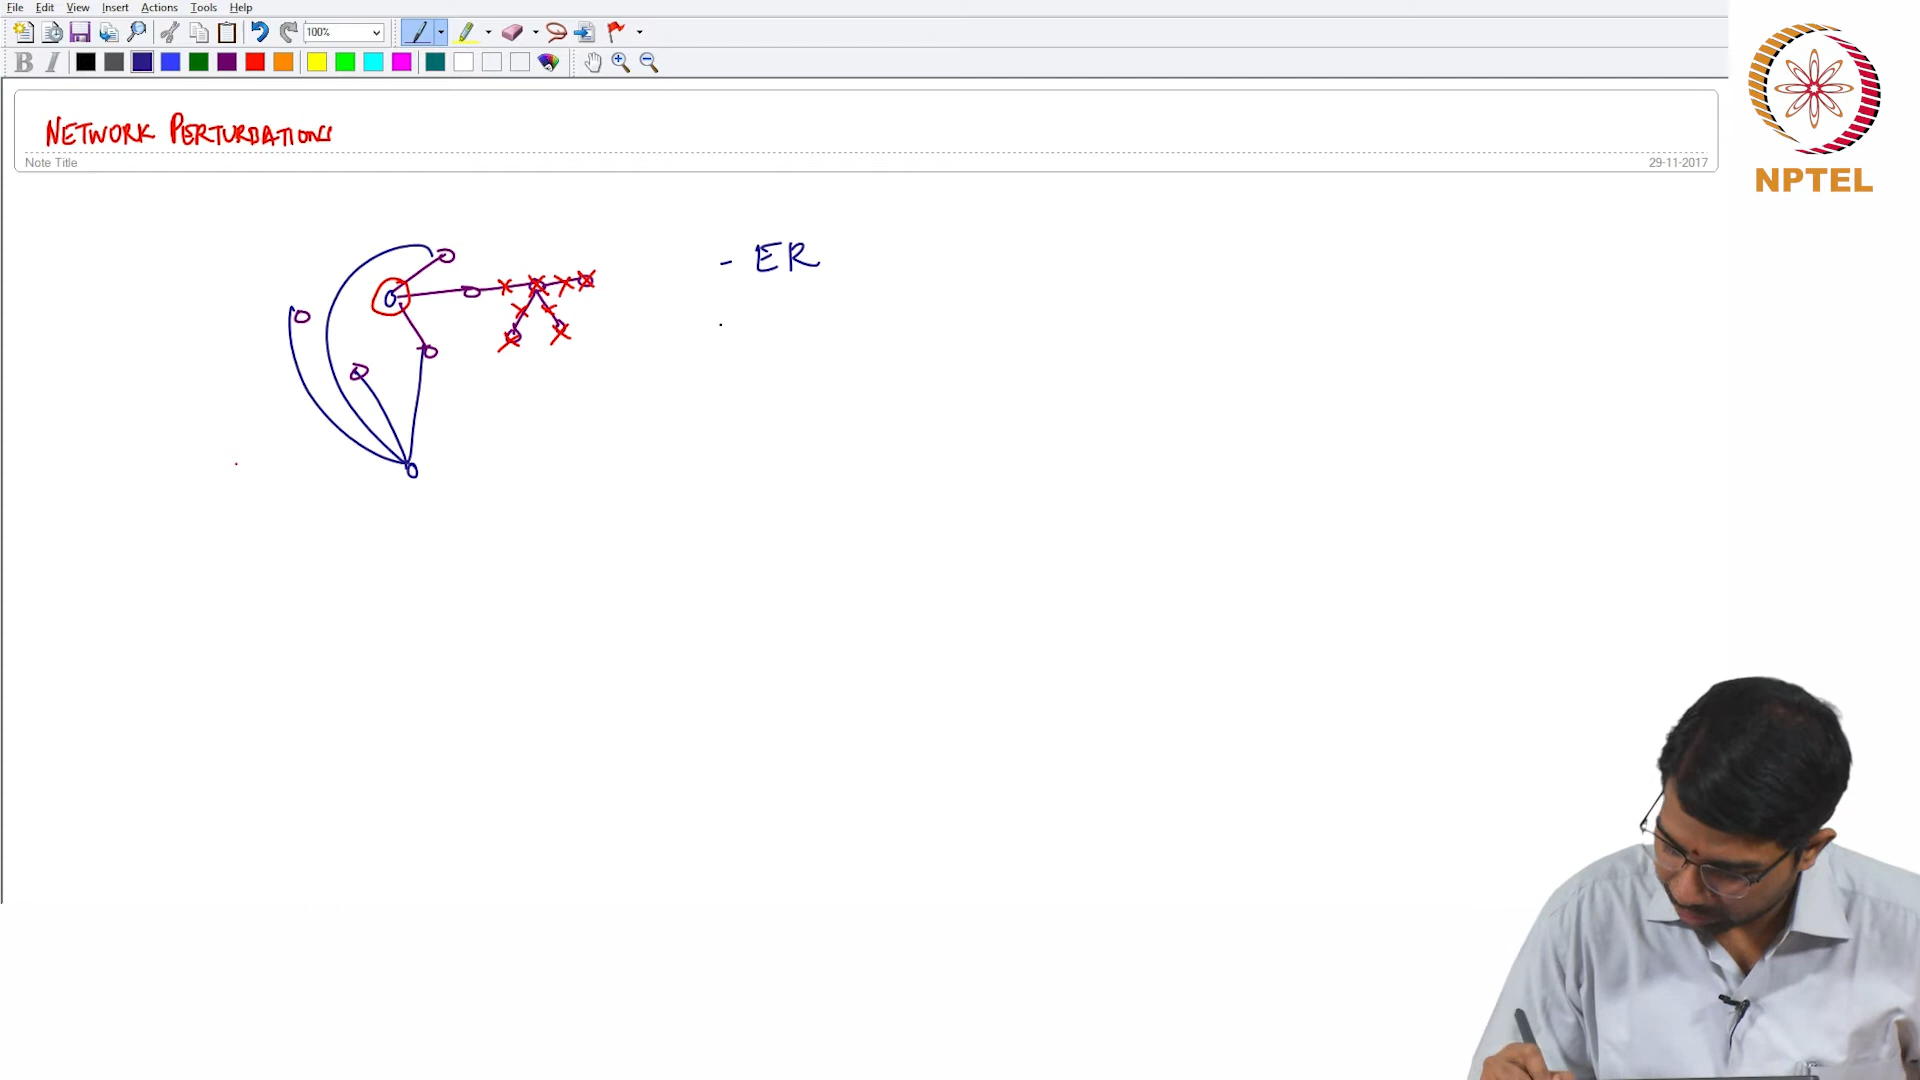 File Edit View Insert Actions Tools Help
100%
B I
NETWORK PERTURBATIONS
Note Title
29-11-2017
NPTEL
- ER